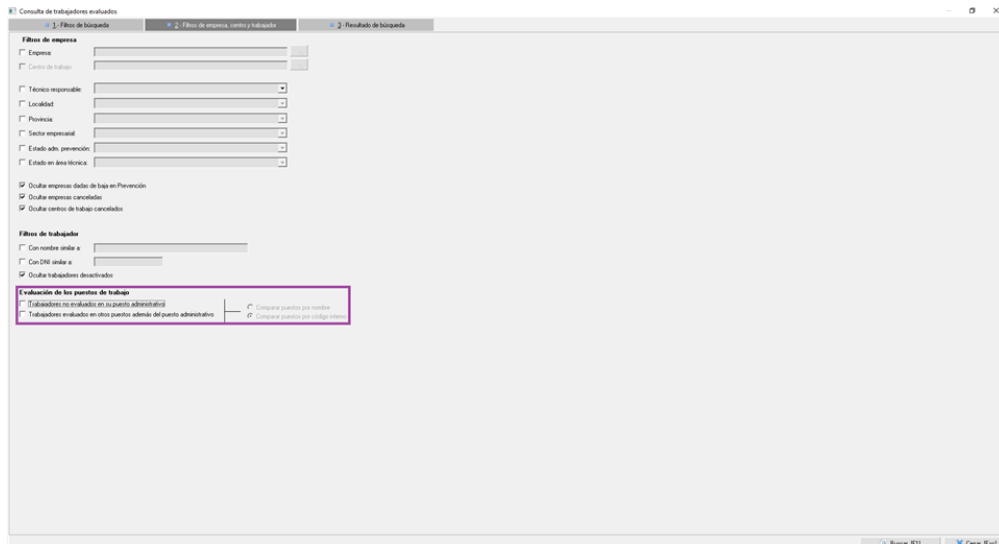 Consulta de trabajadores evaluados
1.- Filtros de búsqueda
2.- Filtros de empresa, centro y trabajador
3.- Resultado de búsqueda
Filtros de empresa
Empresa:
Centro de trabajo:
Técnico responsable:
Localidad:
Provincia:
Sector empresarial:
Estado adm. prevención:
Estado en área técnica:
Ocultar empresas dadas de baja en Prevención
Ocultar empresas canceladas
Ocultar centros de trabajo cancelados
Filtros de trabajador
Con nombre similar a:
Con DNI similar a:
Ocultar trabajadores desactivados
Evaluación de los puestos de trabajo
Trabajadores no evaluados en su puesto administrativo
Comparar puestos por nombre
Trabajadores evaluados en otros puestos además del puesto administrativo
Comparar puestos por código interno
Buscar
Cerrar [Esc]